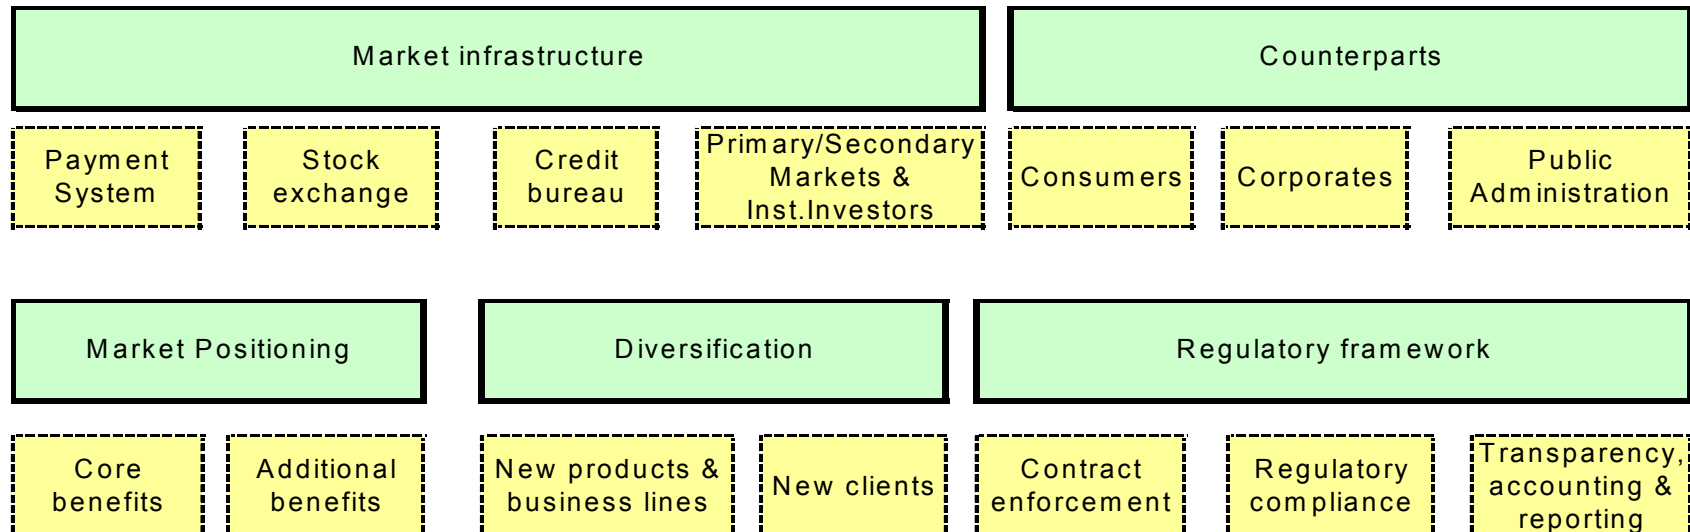 Market infrastructure
Counterparts
Payment
System
Stock
exchange
Credit
bureau
Primary/Secondary
Markets &
Inst.Investors
Consumers
Corporates
Public
Administration
Market Positioning
Diversification
Regulatory framework
Core
benefits
Additional
benefits
New products &
business lines
New clients
Contract
enforcement
Regulatory
compliance
Transparency,
accounting &
reporting